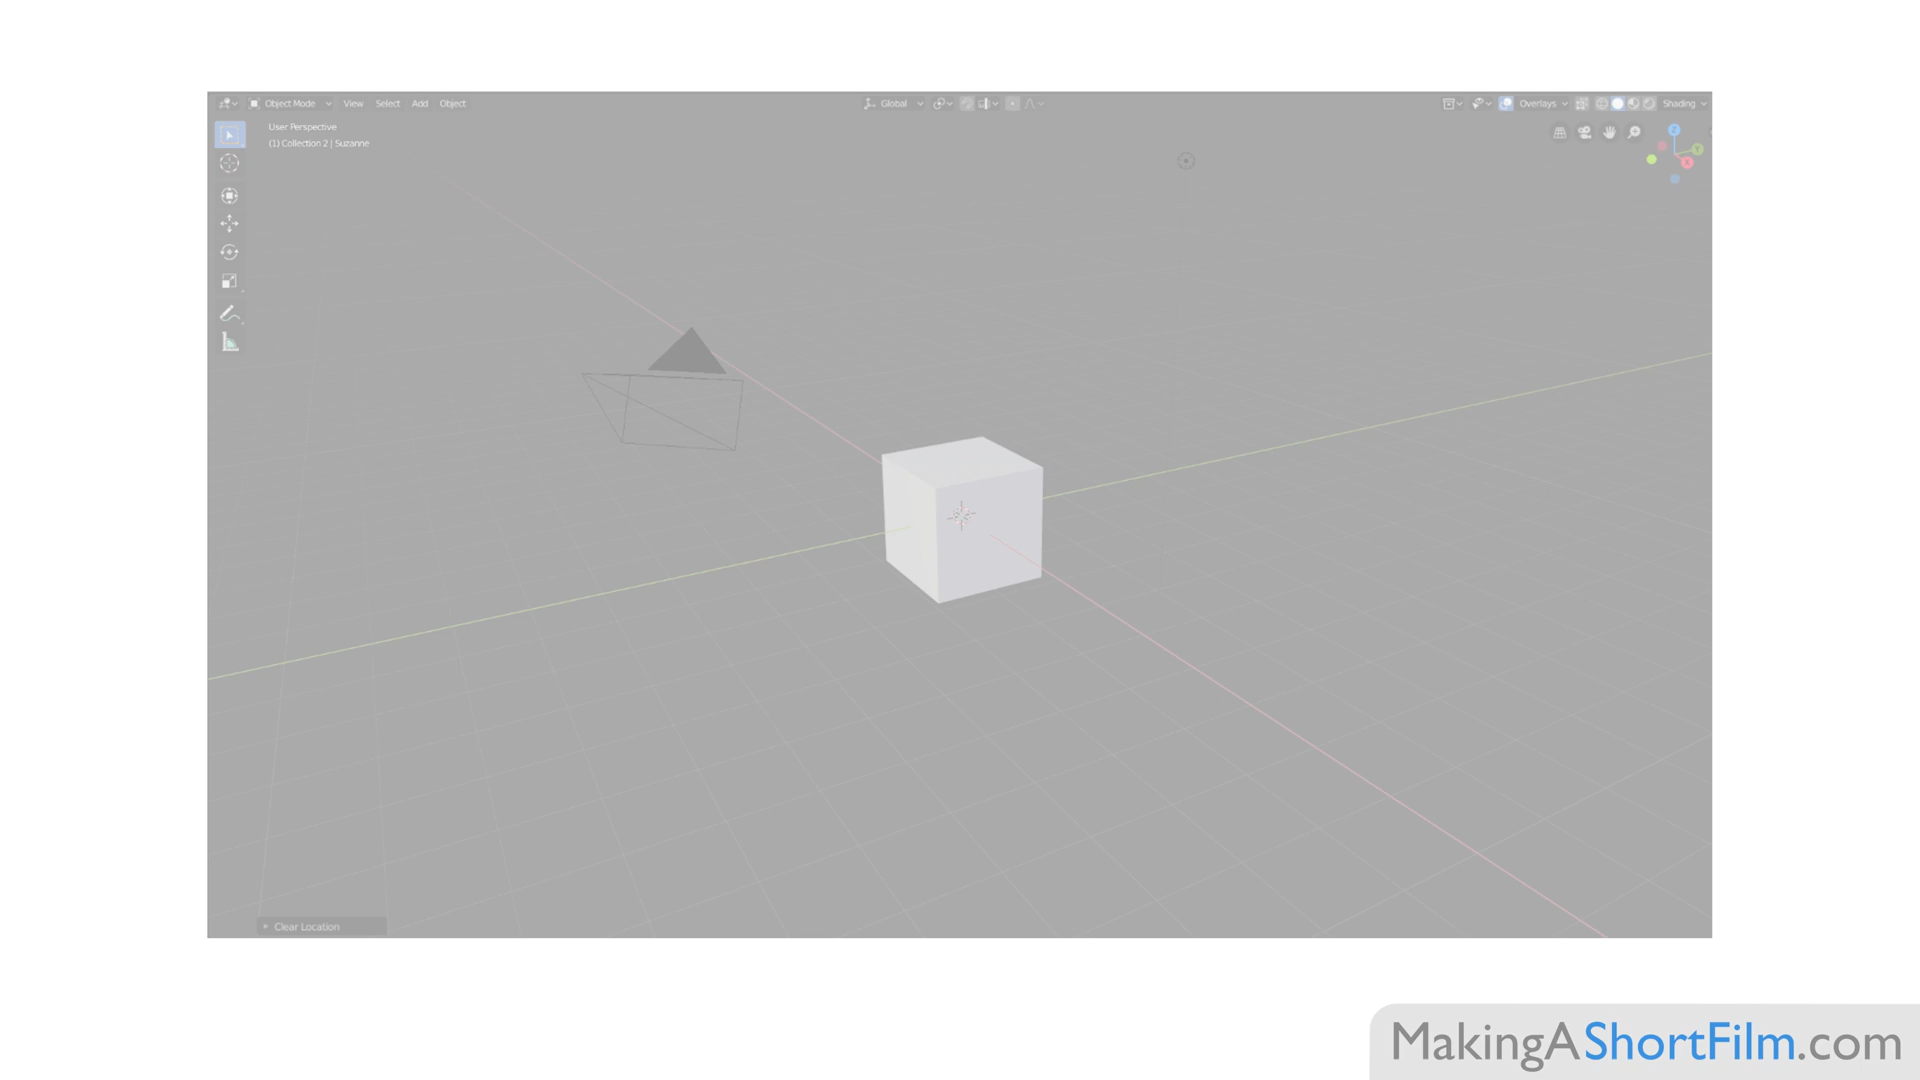 Object Mode View Select Add Object Global Overlays Shading
User Perspective
(1) Collection 2 | Suzanne
Z
Y
X
Clear Location
MakingAShortFilm.com